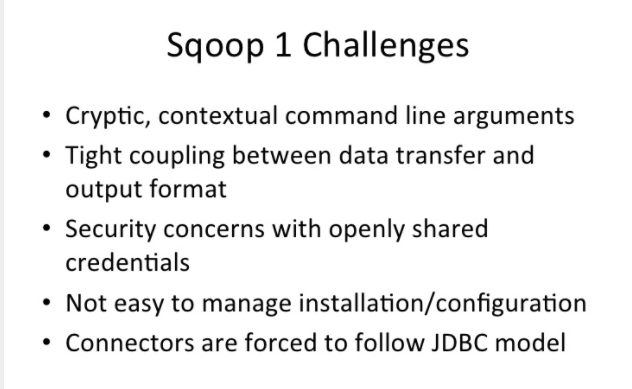 Sqoop 1 Challenges
• Cryptic, contextual command line arguments
• Tight coupling between data transfer and
output format
• Security concerns with openly shared
credentials
• Not easy to manage installation/configuration
• Connectors are forced to follow JDBC model